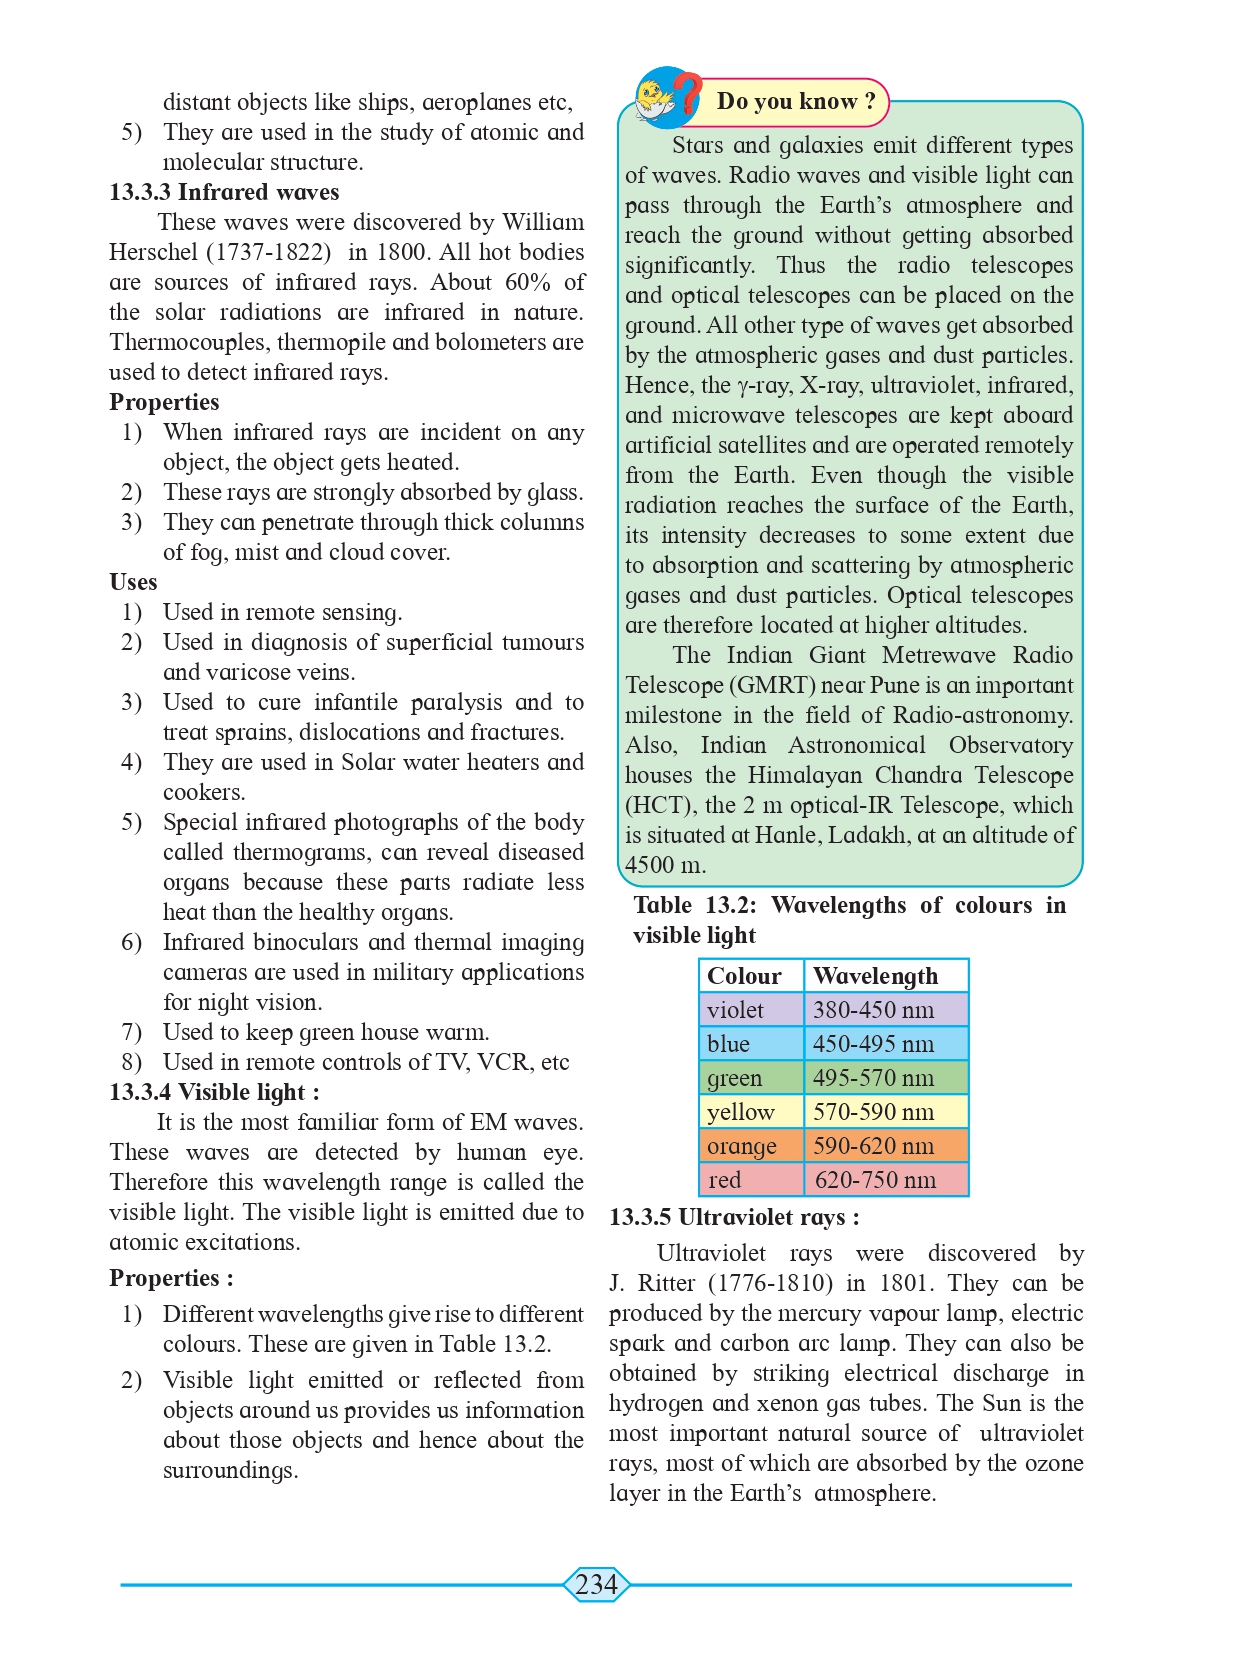 distant objects like ships, aeroplanes etc,
5) They are used in the study of atomic and
molecular structure.
13.3.3 Infrared waves
These waves were discovered by William
Herschel (1737-1822) in 1800. All hot bodies
are sources of infrared rays. About 60% of
the solar radiations are infrared in nature.
Thermocouples, thermopile and bolometers are
used to detect infrared rays.
Properties
1) When infrared rays are incident on any
object, the object gets heated.
2) These rays are strongly absorbed by glass.
3) They can penetrate through thick columns
of fog, mist and cloud cover.
Uses
1) Used in remote sensing.
2) Used in diagnosis of superficial tumours
and varicose veins.
3) Used to cure infantile paralysis and to
treat sprains, dislocations and fractures.
4) They are used in Solar water heaters and
cookers.
5) Special infrared photographs of the body
called thermograms, can reveal diseased
organs because these parts radiate less
heat than the healthy organs.
6) Infrared binoculars and thermal imaging
cameras are used in military applications
for night vision.
7) Used to keep green house warm.
8) Used in remote controls of TV, VCR, etc
13.3.4 Visible light :
It is the most familiar form of EM waves.
These waves are detected by human eye.
Therefore this wavelength range is called the
visible light. The visible light is emitted due to
atomic excitations.
Properties :
1) Different wavelengths give rise to different
colours. These are given in Table 13.2.
2) Visible light emitted or reflected from
objects around us provides us information
about those objects and hence about the
surroundings.
Do you know ?
Stars and galaxies emit different types
of waves. Radio waves and visible light can
pass through the Earth's atmosphere and
reach the ground without getting absorbed
significantly. Thus the radio telescopes
and optical telescopes can be placed on the
ground. All other type of waves get absorbed
by the atmospheric gases and dust particles.
Hence, the γ-ray, X-ray, ultraviolet, infrared,
and microwave telescopes are kept aboard
artificial satellites and are operated remotely
from the Earth. Even though the visible
radiation reaches the surface of the Earth,
its intensity decreases to some extent due
to absorption and scattering by atmospheric
gases and dust particles. Optical telescopes
are therefore located at higher altitudes.
The Indian Giant Metrewave Radio
Telescope (GMRT) near Pune is an important
milestone in the field of Radio-astronomy.
Also, Indian Astronomical Observatory
houses the Himalayan Chandra Telescope
(HCT), the 2 m optical-IR Telescope, which
is situated at Hanle, Ladakh, at an altitude of
4500 m.
Table 13.2: Wavelengths of colours in
visible light
Colour Wavelength
violet 380-450 nm
blue 450-495 nm
green 495-570 nm
yellow 570-590 nm
orange 590-620 nm
red 620-750 nm
13.3.5 Ultraviolet rays :
Ultraviolet rays were discovered by
J. Ritter (1776-1810) in 1801. They can be
produced by the mercury vapour lamp, electric
spark and carbon arc lamp. They can also be
obtained by striking electrical discharge in
hydrogen and xenon gas tubes. The Sun is the
most important natural source of ultraviolet
rays, most of which are absorbed by the ozone
layer in the Earth's atmosphere.
234